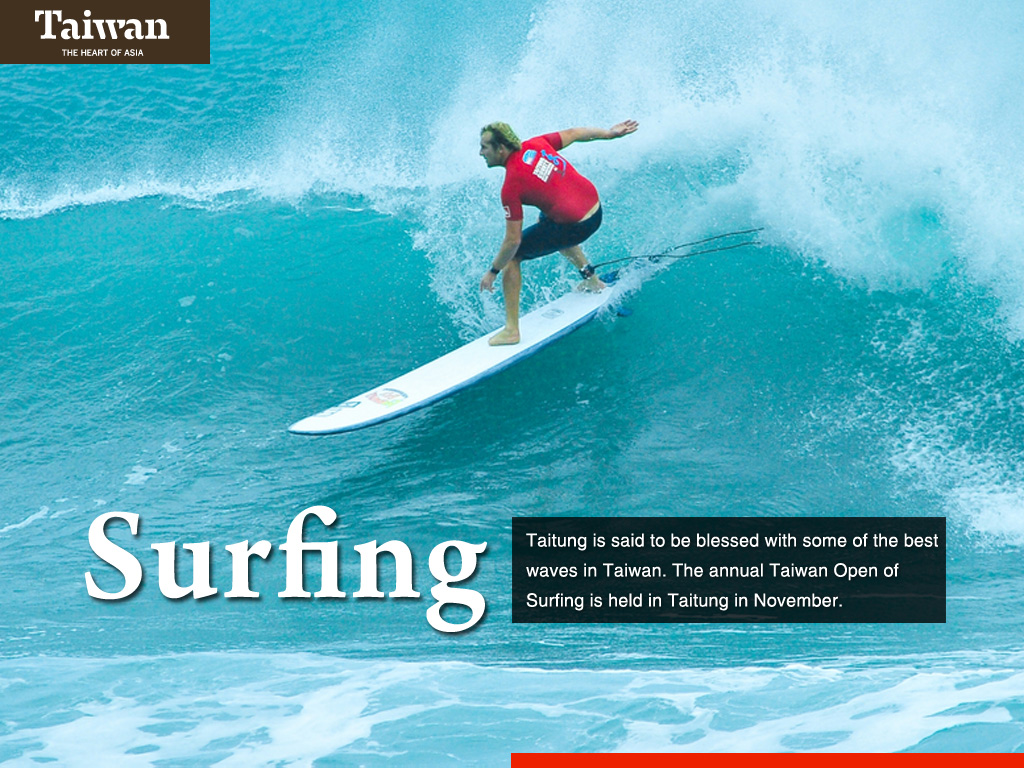 Taiwan
THE HEART OF ASIA
Surfing
Taitung is said to be blessed with some of the best
waves in Taiwan. The annual Taiwan Open of
Surfing is held in Taitung in November.